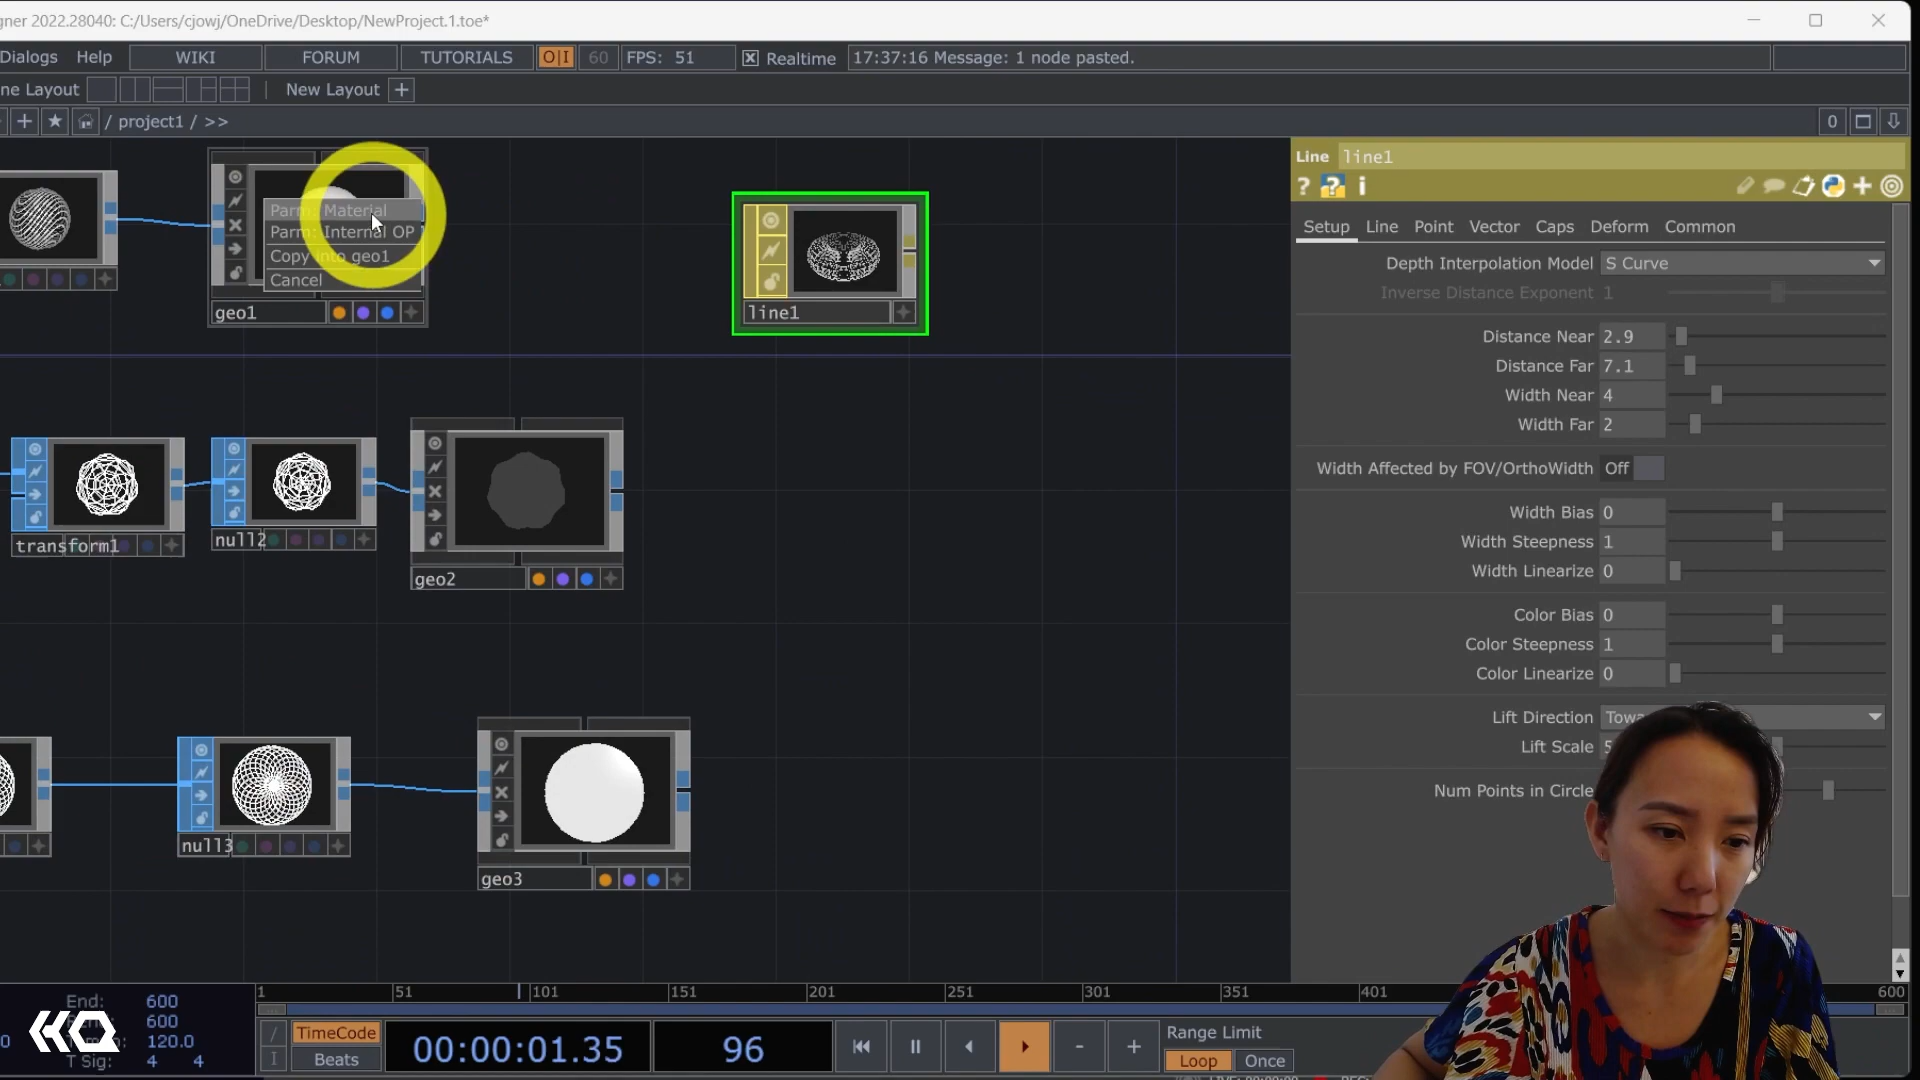 gner 2022.28040: C:/Users/cjowj/OneDrive/Desktop/NewProject.1.toe*
Dialogs Help WIKI FORUM TUTORIALS O|I 60 FPS: 51 Realtime 17:37:16 Message: 1 node pasted.
ne Layout New Layout +
+ / project1 / >> 0
Line line1
? ? i
Setup Line Point Vector Caps Deform Common
Parm: Material
Parm: Internal OP
Copy into geo1
Cancel
geo1
line1
Depth Interpolation Model S Curve
Inverse Distance Exponent 1
Distance Near 2.9
Distance Far 7.1
Width Near 4
Width Far 2
Width Affected by FOV/OrthoWidth Off
Width Bias 0
Width Steepness 1
Width Linearize 0
Color Bias 0
Color Steepness 1
Color Linearize 0
Lift Direction
Lift Scale 5
Num Points in Circle
transform1
null2
geo2
null3
geo3
1 51 101 151 201 251 301 351 401 600
End: 600
600
120.0
T Sig: 4 4
HQ
/ TimeCode
I Beats
00:00:01.35
96
- +
Range Limit
Loop Once